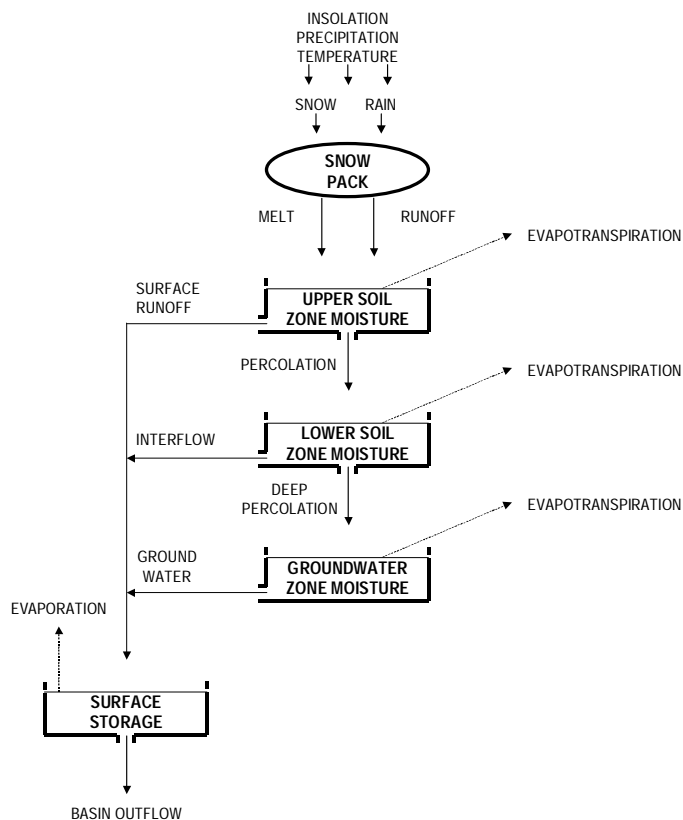 INSOLATION
PRECIPITATION
TEMPERATURE
SNOW RAIN
SNOW
PACK
MELT RUNOFF
EVAPOTRANSPIRATION
SURFACE
RUNOFF
UPPER SOIL
ZONE MOISTURE
PERCOLATION
EVAPOTRANSPIRATION
INTERFLOW
LOWER SOIL
ZONE MOISTURE
DEEP
PERCOLATION
EVAPOTRANSPIRATION
GROUND
WATER
GROUNDWATER
ZONE MOISTURE
EVAPORATION
SURFACE
STORAGE
BASIN OUTFLOW